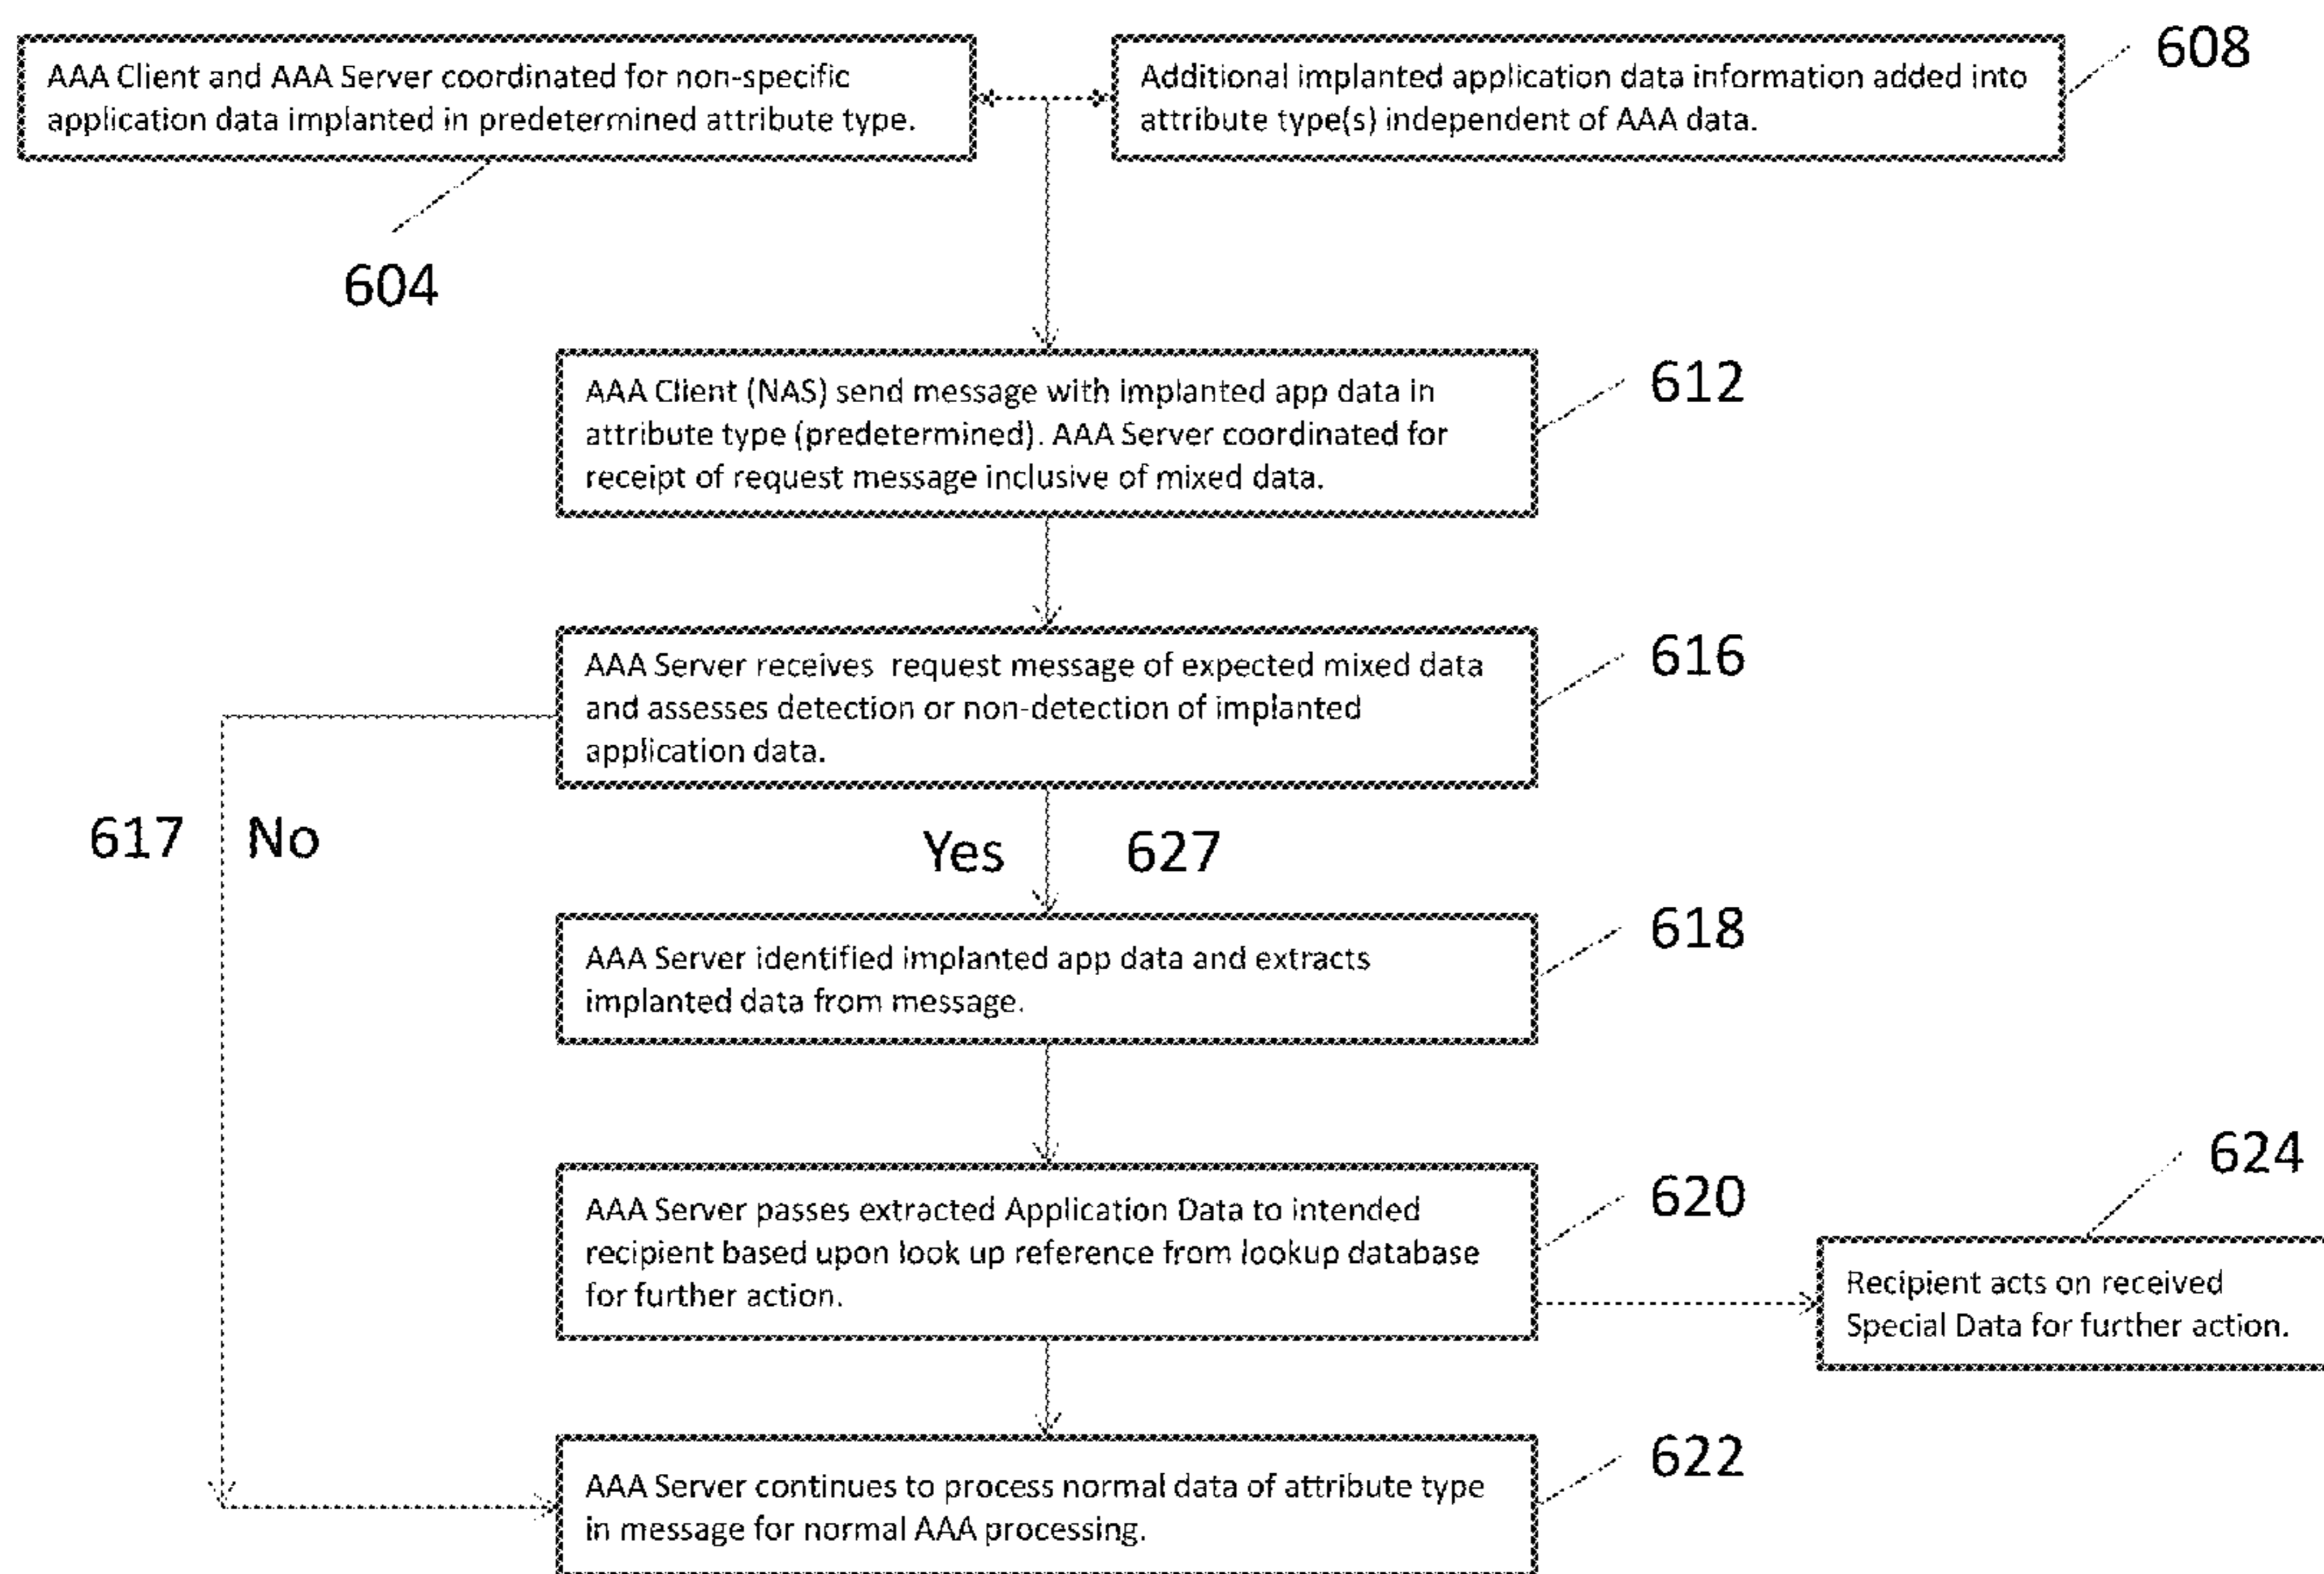 608
AAA Client and AAA Server coordinated for non-specific
application data implanted in predetermined attribute type.
Additional implanted application data information added into
attribute type(s) independent of AAA data.
604
AAA Client (NAS) send message with implanted app data in
attribute type (predetermined). AAA Server coordinated for
receipt of request message inclusive of mixed data.
612
AAA Server receives request message of expected mixed data
and assesses detection or non-detection of implanted
application data.
616
617
No
Yes
627
AAA Server identified implanted app data and extracts
implanted data from message.
618
AAA Server passes extracted Application Data to intended
recipient based upon look up reference from lookup database
for further action.
620
624
Recipient acts on received
Special Data for further action.
AAA Server continues to process normal data of attribute type
in message for normal AAA processing.
622